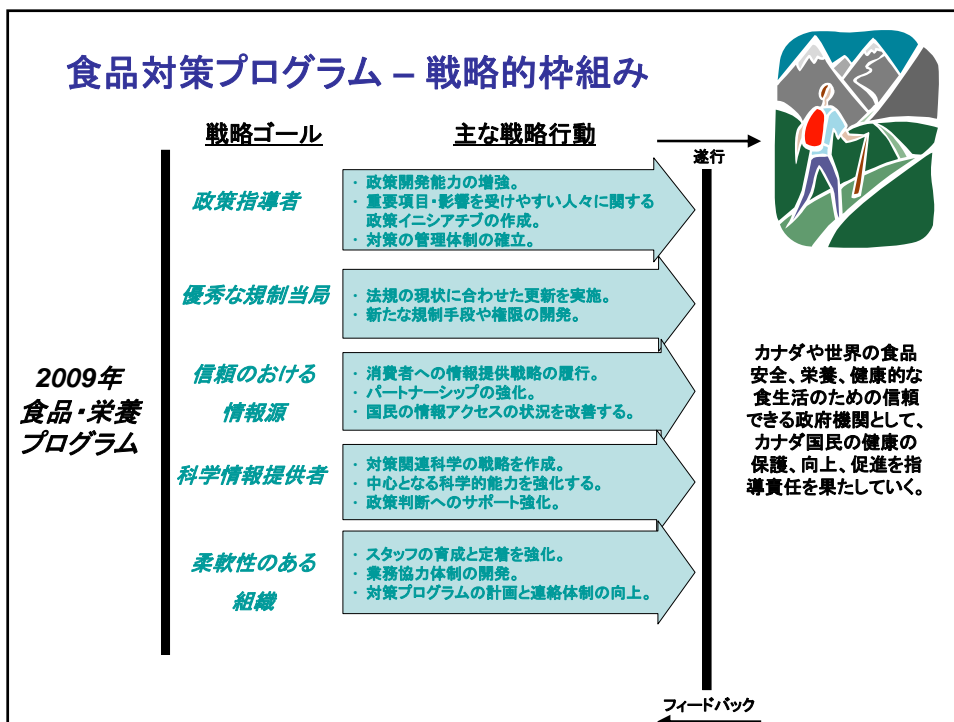 食品対策プログラム – 戦略的枠組み
戦略ゴール
主な戦略行動
遂行
政策指導者
・ 政策開発能力の増強。
・ 重要項目・影響を受けやすい人々に関する
政策イニシアチブの作成。
・ 対策の管理体制の確立。
優秀な規制当局
・ 法規の現状に合わせた更新を実施。
・ 新たな規制手段や権限の開発。
2009年
食品・栄養
プログラム
信頼のおける
情報源
・ 消費者への情報提供戦略の履行。
・ パートナーシップの強化。
・ 国民の情報アクセスの状況を改善する。
科学情報提供者
・ 対策関連科学の戦略を作成。
・ 中心となる科学的能力を強化する。
・ 政策判断へのサポート強化。
柔軟性のある
組織
・ スタッフの育成と定着を強化。
・ 業務協力体制の開発。
・ 対策プログラムの計画と連絡体制の向上。
カナダや世界の食品
安全、栄養、健康的な
食生活のための信頼
できる政府機関として、
カナダ国民の健康の
保護、向上、促進を指
導責任を果たしていく。
フィードバック